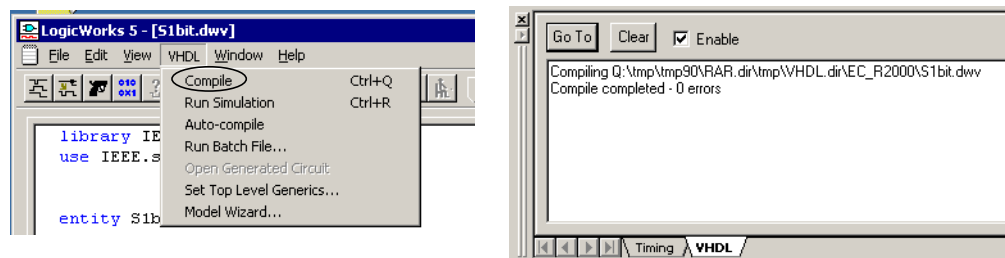 LogicWorks 5 - [S1bit.dwv]
File Edit View VHDL Window Help
Compile Ctrl+Q
Run Simulation Ctrl+R
Auto-compile
Run Batch File...
Open Generated Circuit
Set Top Level Generics...
Model Wizard...
library IE
use IEEE.s
entity S1b
Go To Clear Enable
Compiling Q:\tmp\tmp90\RAR.dir\tmp\VHDL.dir\EC_R2000\S1bit.dwv
Compile completed - 0 errors
Timing VHDL